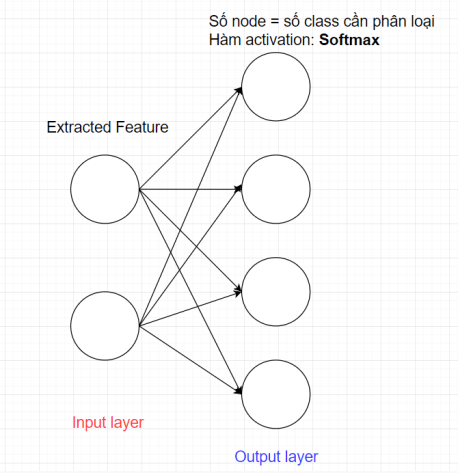 Số node = số class cần phân loại
Hàm activation: Softmax
Extracted Feature
Input layer
Output layer